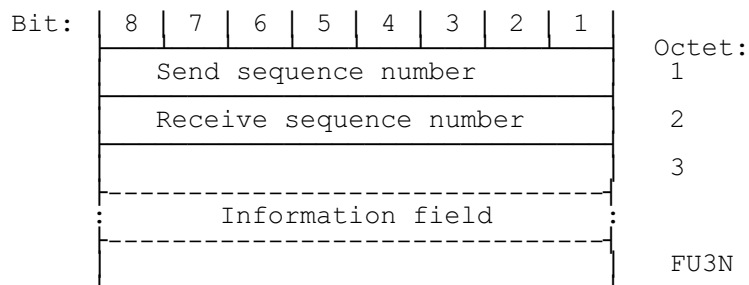 Bit: 8 7 6 5 4 3 2 1
Octet:
Send sequence number 1
Receive sequence number 2
3
Information field
FU3N